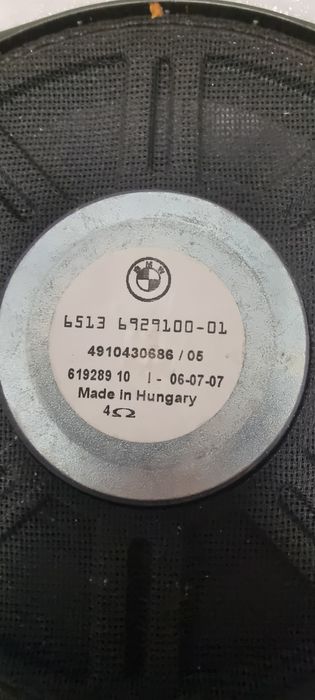 BMW
6513 6929100-01
4910430686 / 05
619289 10 I - 06-07-07
Made in Hungary
4Ω